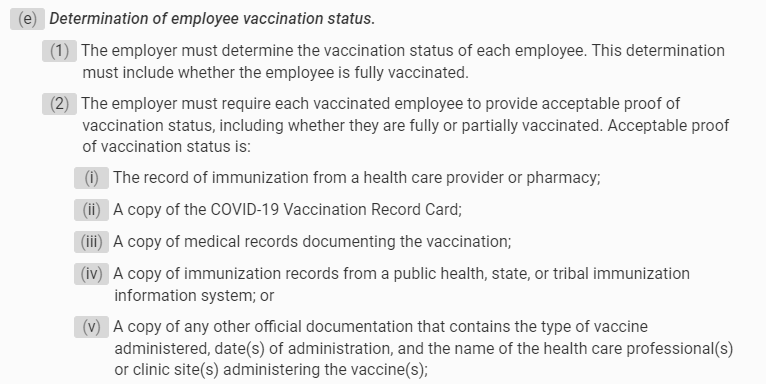 (e) Determination of employee vaccination status.
(1) The employer must determine the vaccination status of each employee. This determination
must include whether the employee is fully vaccinated.
(2) The employer must require each vaccinated employee to provide acceptable proof of
vaccination status, including whether they are fully or partially vaccinated. Acceptable proof
of vaccination status is:
(i) The record of immunization from a health care provider or pharmacy;
(ii) A copy of the COVID-19 Vaccination Record Card;
(iii) A copy of medical records documenting the vaccination;
(iv) A copy of immunization records from a public health, state, or tribal immunization
information system; or
(v) A copy of any other official documentation that contains the type of vaccine
administered, date(s) of administration, and the name of the health care professional(s)
or clinic site(s) administering the vaccine(s);